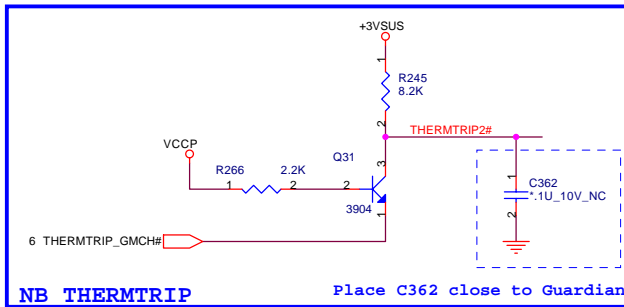 +3VSUS
1
R245
8.2K
2
THERMTRIP2#
VCCP
R266
2.2K
Q31
3
1
2
2
3904
1
1
C362
*.1U_10V_NC
2
6 THERMTRIP_GMCH#
NB THERMTRIP
Place C362 close to Guardian